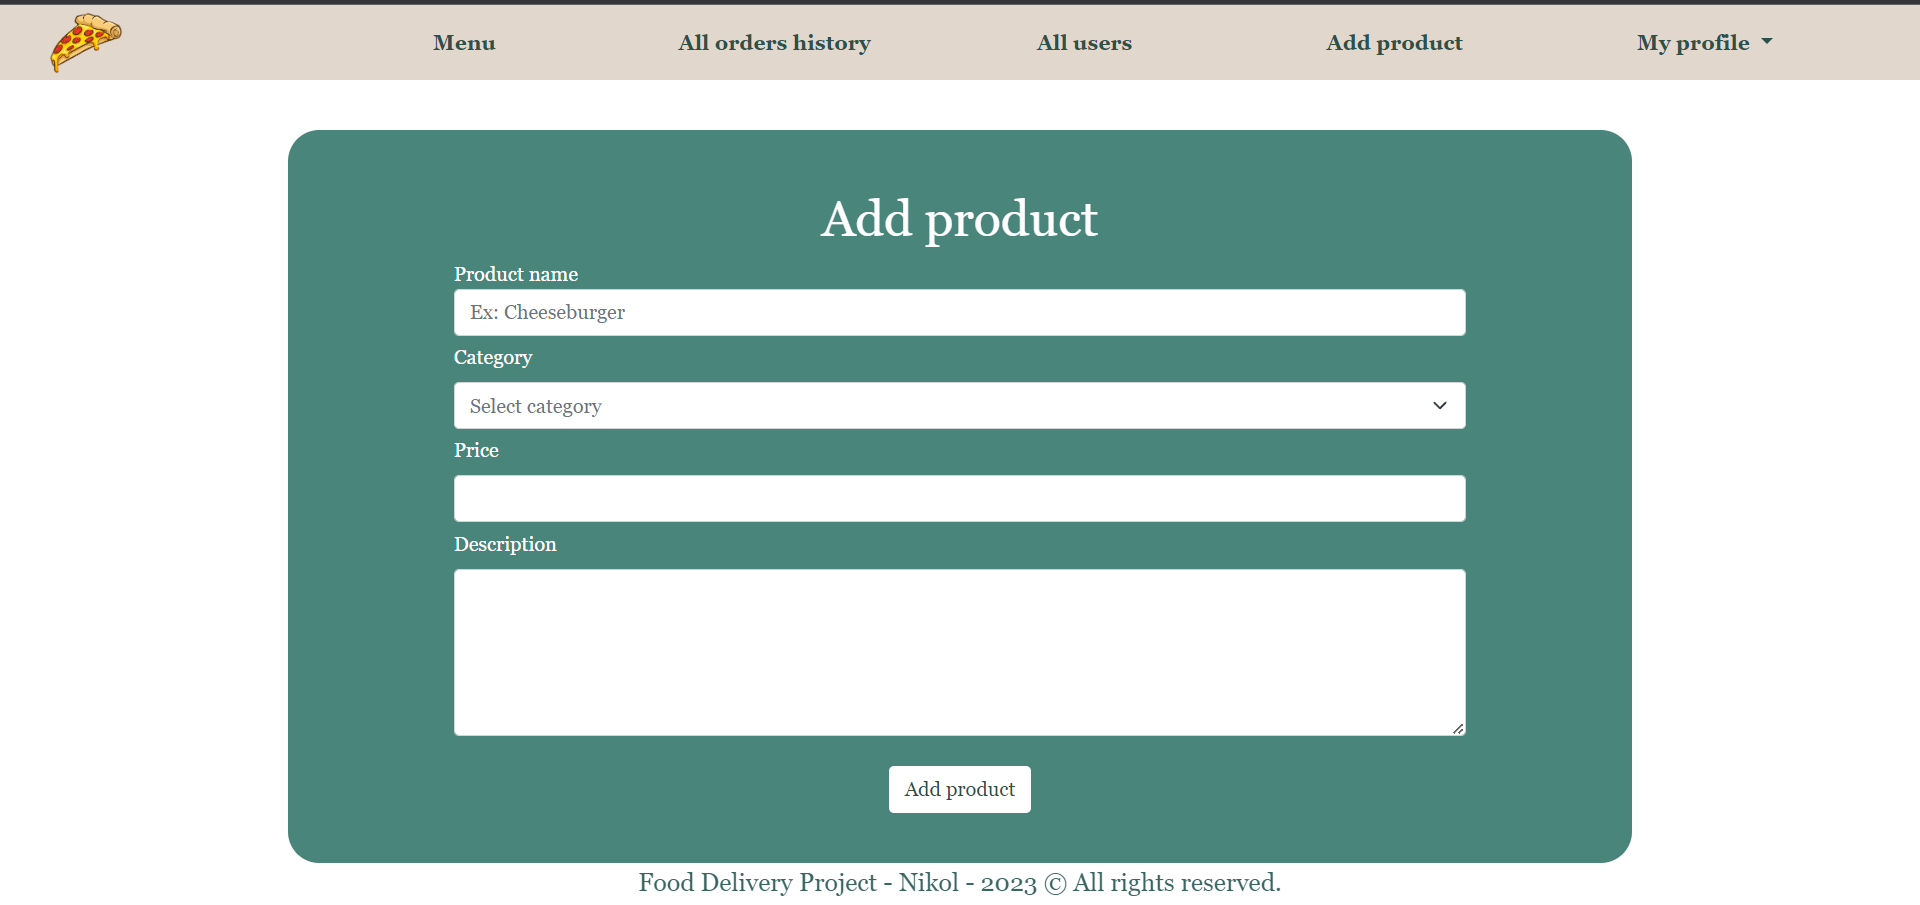 Menu All orders history All users Add product My profile
Add product
Product name
Ex: Cheeseburger
Category
Select category
Price
Description
Add product
Food Delivery Project - Nikol - 2023 © All rights reserved.